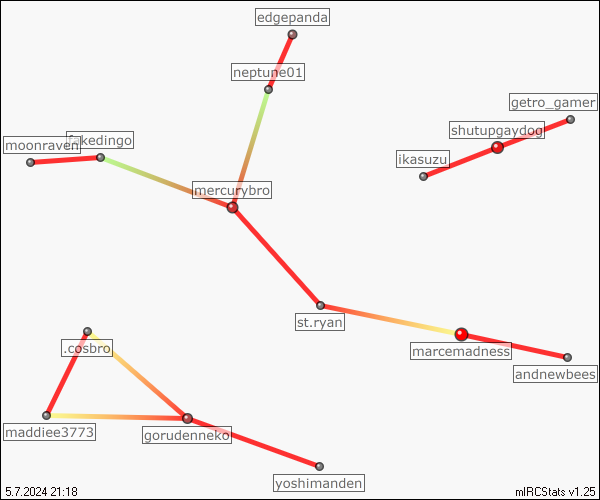 edgepanda
neptune01
getro_gamer
shutupgaydog
fakedingo
moonraven
ikasuzu
mercurybro
st.ryan
.cosbro
marcemadness
andnewbees
maddiee3773
gorudenneko
yoshimanden
5.7.2024 21:18
mIRCStats v1.25